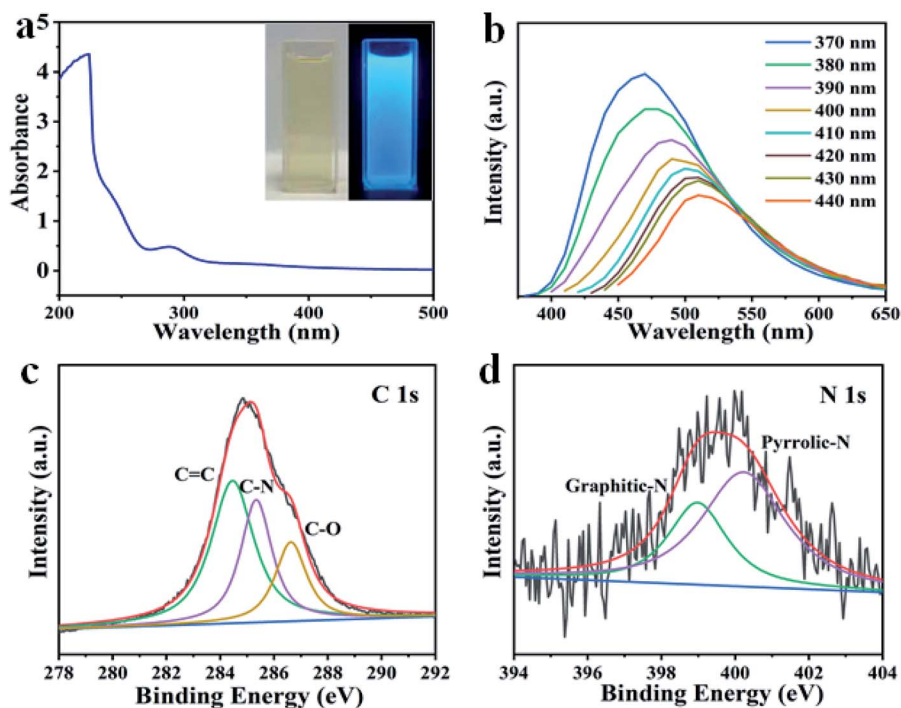 a
5
4
3
2
1
0
Absorbance
200
300
400
500
Wavelength (nm)
b
370 nm
380 nm
390 nm
400 nm
410 nm
420 nm
430 nm
440 nm
Intensity (a.u.)
400
450
500
550
600
650
Wavelength (nm)
c
C 1s
C=C
C-N
C-O
Intensity (a.u.)
278
280
282
284
286
288
290
292
Binding Energy (eV)
d
N 1s
Graphitic-N
Pyrrolic-N
Intensity (a.u.)
394
396
398
400
402
404
Binding Energy (eV)